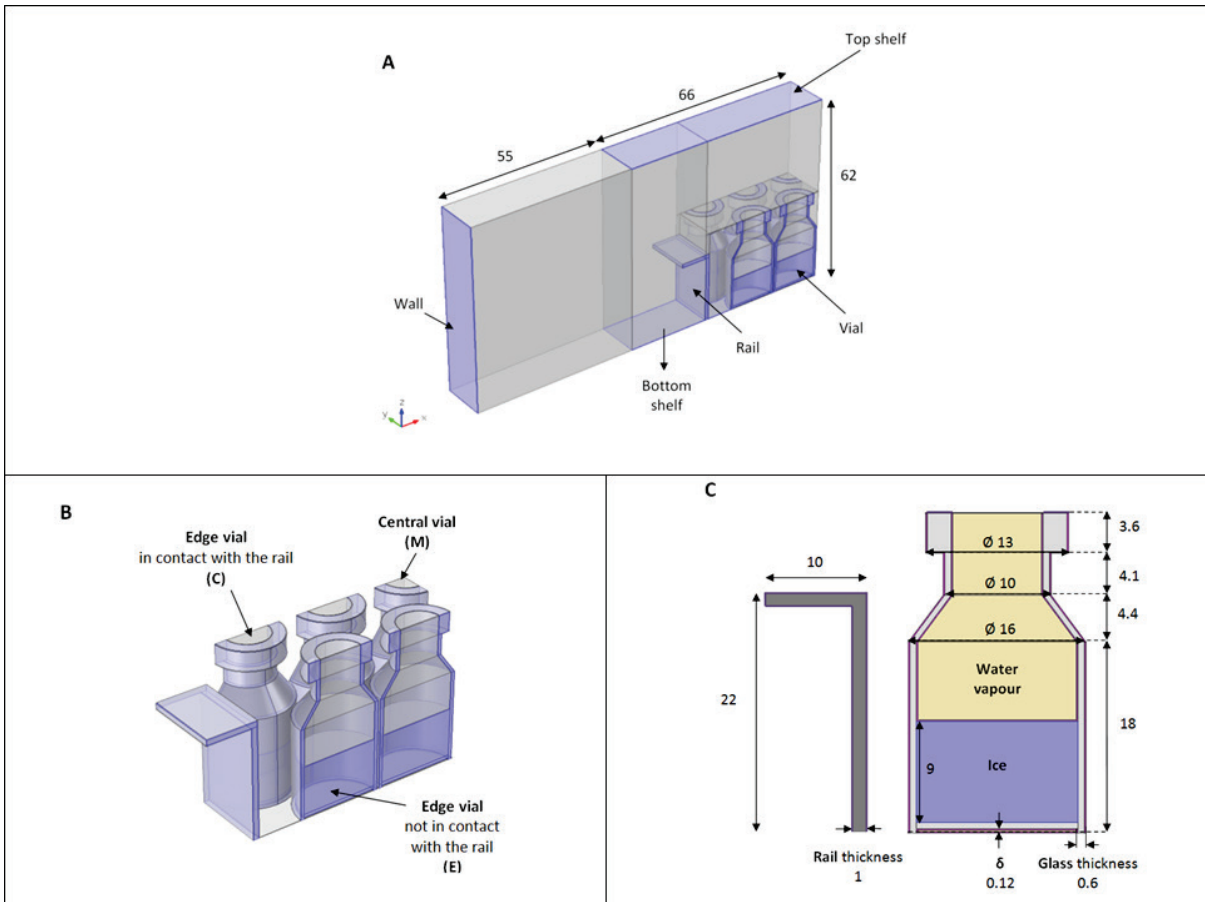 A
Top shelf
66
55
62
Wall
Vial
Rail
Bottom
shelf
z
y
x
B
Edge vial
in contact with the rail
(C)
Central vial
(M)
Edge vial
not in contact
with the rail
(E)
C
3.6
Ø 13
10
4.1
Ø 10
4.4
Ø 16
Water
vapour
22
18
9
Ice
Rail thickness
1
δ
0.12
Glass thickness
0.6